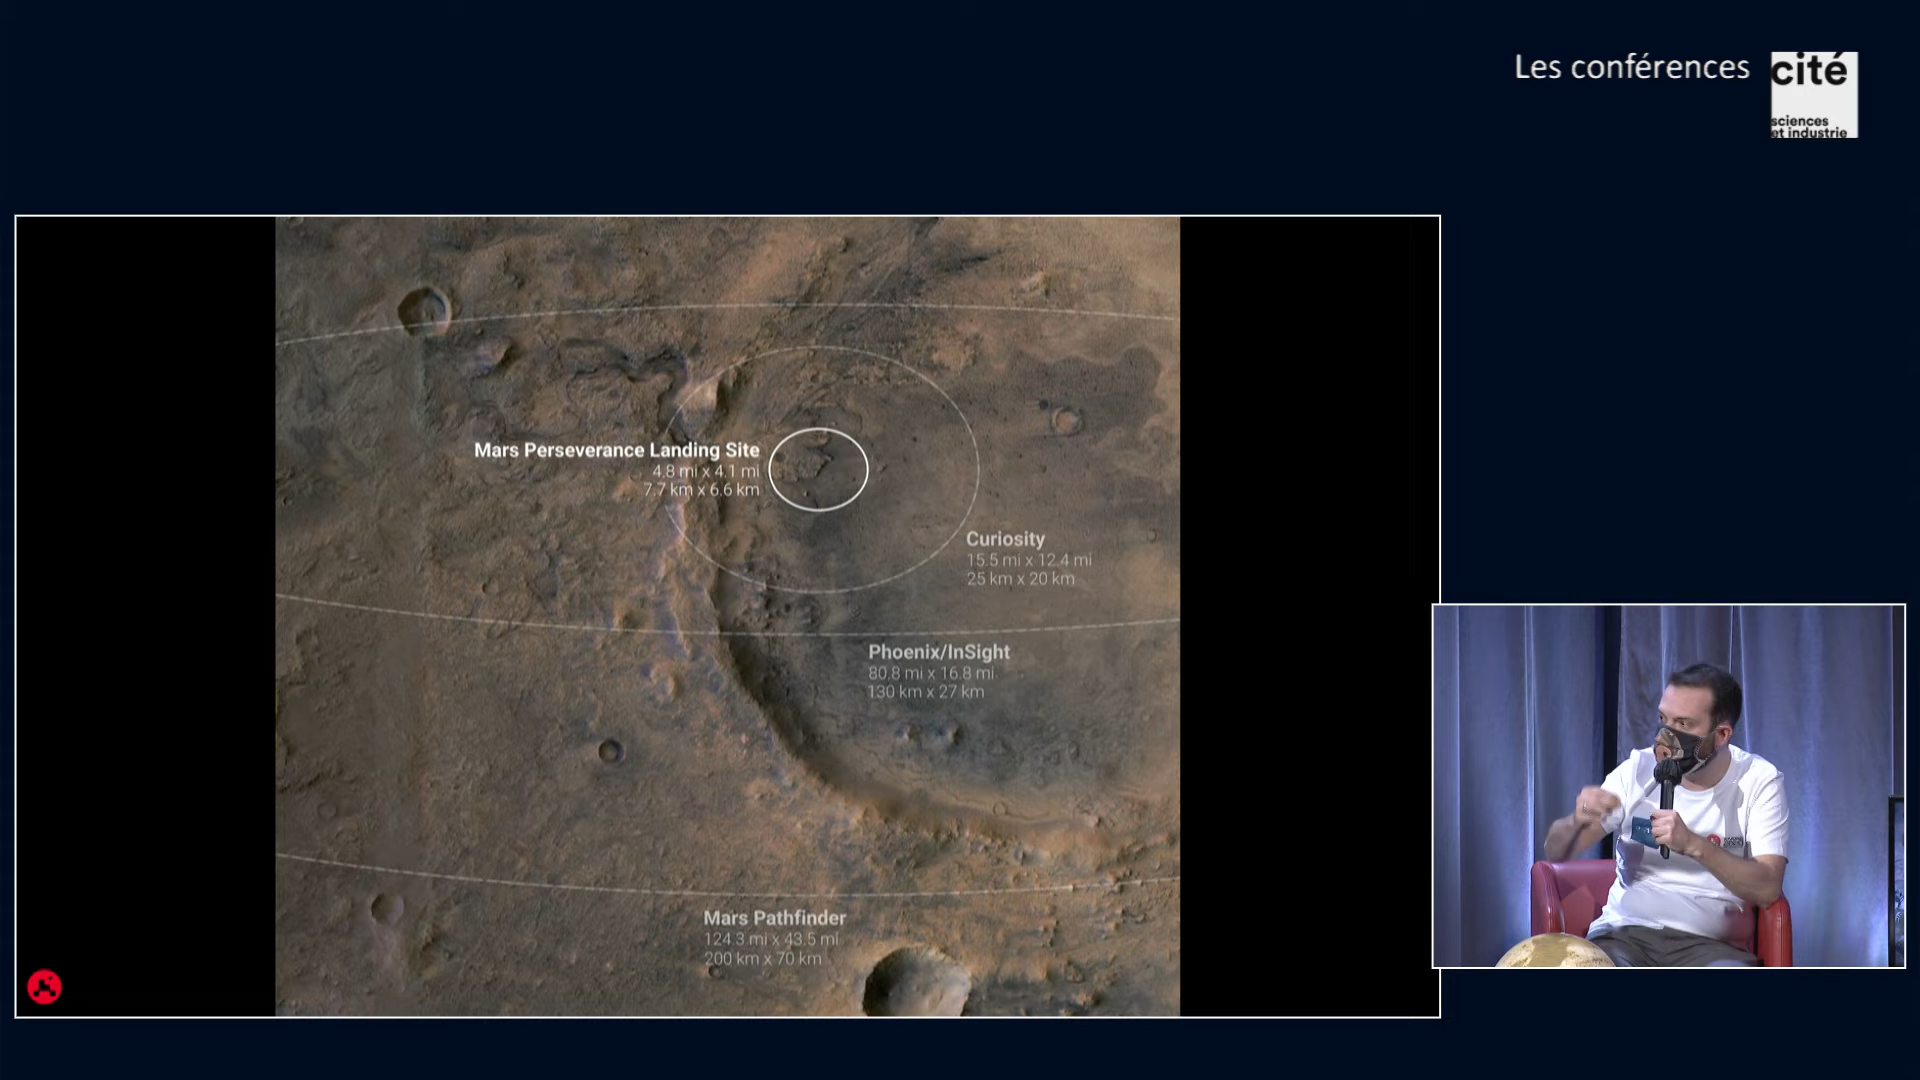 Les conférences
cité
sciences
et industrie
Mars Perseverance Landing Site
4.8 mi x 4.1 mi
7.7 km x 6.6 km
Curiosity
15.5 mi x 12.4 mi
25 km x 20 km
Phoenix/InSight
80.8 mi x 16.8 mi
130 km x 27 km
Mars Pathfinder
124.3 mi x 43.5 mi
200 km x 70 km